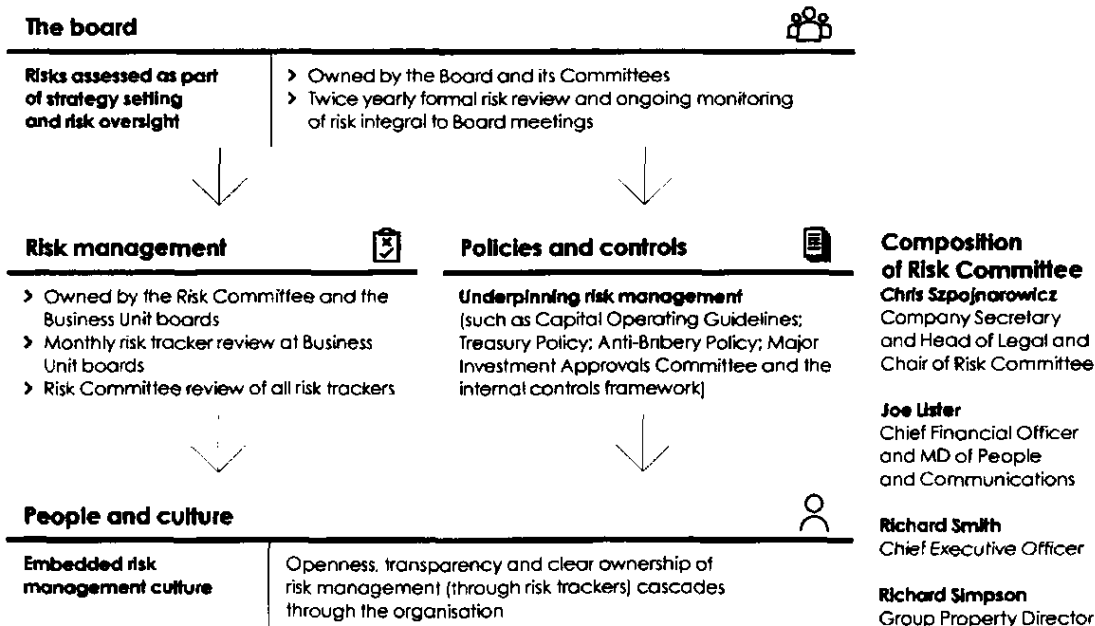 The board
Risks assessed as part
of strategy setting
and risk oversight
> Owned by the Board and its Committees
> Twice yearly formal risk review and ongoing monitoring
of risk integral to Board meetings
Risk management
> Owned by the Risk Committee and the
Business Unit boards
> Monthly risk tracker review at Business
Unit boards
> Risk Committee review of all risk trackers
Policies and controls
Underpinning risk management
(such as Capital Operating Guidelines;
Treasury Policy; Anti-Bribery Policy; Major
Investment Approvals Committee and the
internal controls framework)
People and culture
Embedded risk
management culture
Openness, transparency and clear ownership of
risk management (through risk trackers) cascades
through the organisation
Composition
of Risk Committee
Chris Szpojnarowicz
Company Secretary
and Head of Legal and
Chair of Risk Committee
Joe Lister
Chief Financial Officer
and MD of People
and Communications
Richard Smith
Chief Executive Officer
Richard Simpson
Group Property Director